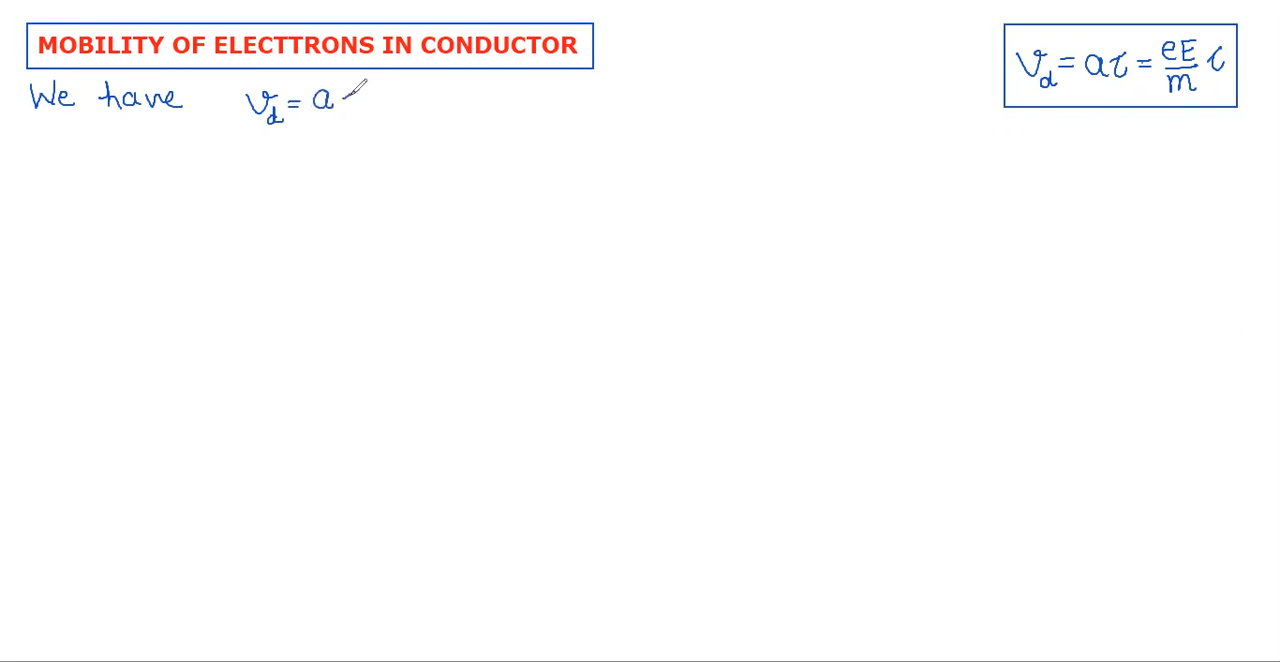 MOBILITY OF ELECTTRONS IN CONDUCTOR
v_d = aτ = eE/m τ
We have v_d = a